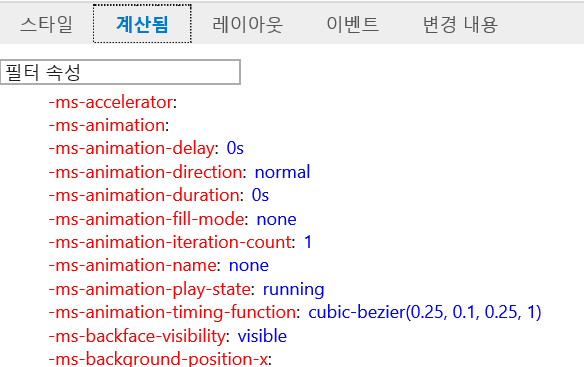 스타일 계산됨 레이아웃 이벤트 변경 내용
필터 속성
-ms-accelerator:
-ms-animation:
-ms-animation-delay: 0s
-ms-animation-direction: normal
-ms-animation-duration: 0s
-ms-animation-fill-mode: none
-ms-animation-iteration-count: 1
-ms-animation-name: none
-ms-animation-play-state: running
-ms-animation-timing-function: cubic-bezier(0.25, 0.1, 0.25, 1)
-ms-backface-visibility: visible
-ms-background-position-x: